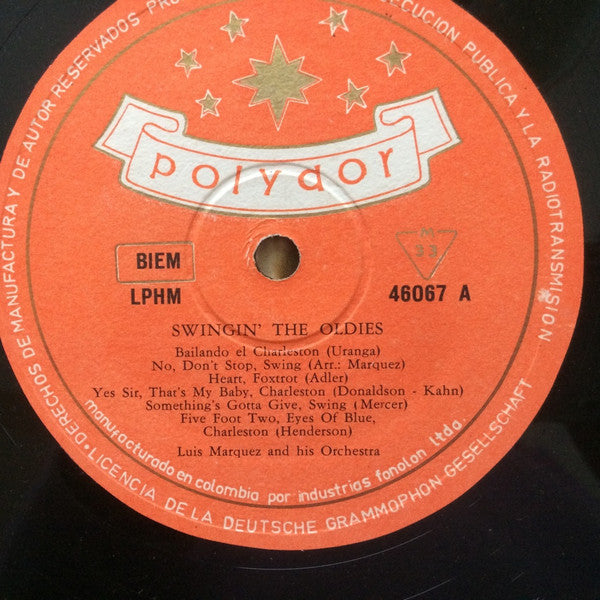 DERECHOS DE MANUFACTURA Y DE AUTOR RESERVADOS
EJECUCION PUBLICA Y LA RADIOTRANSMISION
polydor
BIEM
LPHM
M
33
46067 A
SWINGIN' THE OLDIES
Bailando el Charleston (Uranga)
No, Don't Stop, Swing (Arr.: Marquez)
Heart, Foxtrot (Adler)
Yes Sir, That's My Baby, Charleston (Donaldson - Kahn)
Something's Gotta Give, Swing (Mercer)
Five Foot Two, Eyes Of Blue,
Charleston (Henderson)
Luis Marquez and his Orchestra
manufacturado en colombia por industrias fonolon ltda.
LICENCIA DE LA DEUTSCHE GRAMMOPHON-GESELLSCHAFT